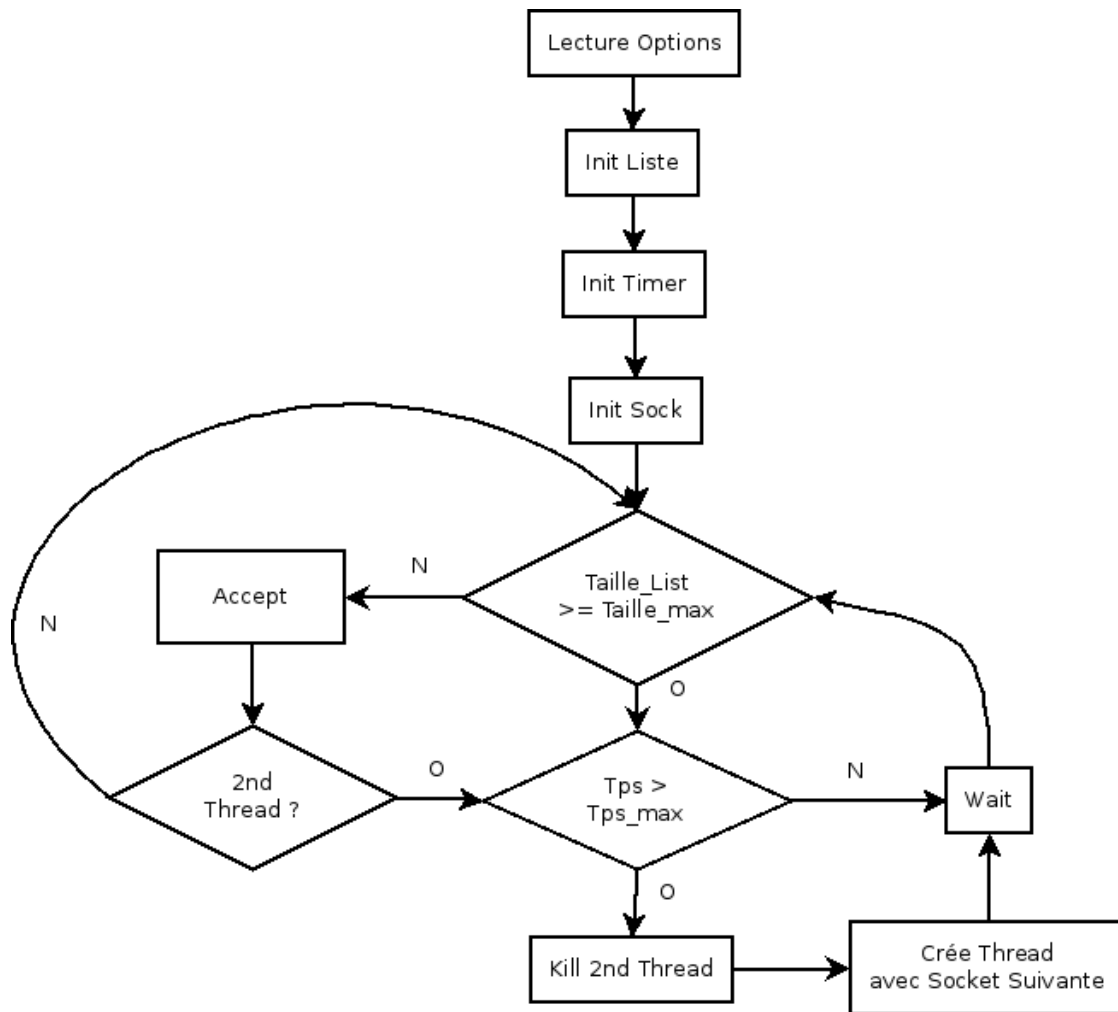 Lecture Options
Init Liste
Init Timer
Init Sock
N
Accept
Taille_List
>= Taille_max
N
O
2nd
Thread ?
O
Tps >
Tps_max
N
Wait
O
Kill 2nd Thread
Crée Thread
avec Socket Suivante